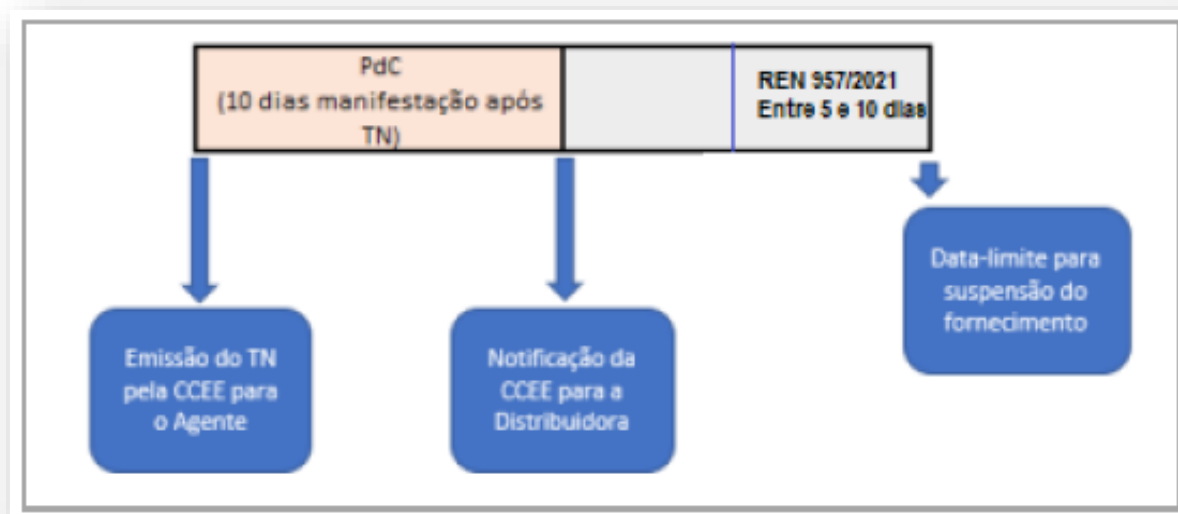 PdC
(10 dias manifestação após
TN)
REN 957/2021
Entre 5 e 10 dias
Data-limite para
suspensão do
fornecimento
Emissão do TN
pela CCEE para
o Agente
Notificação da
CCEE para a
Distribuidora